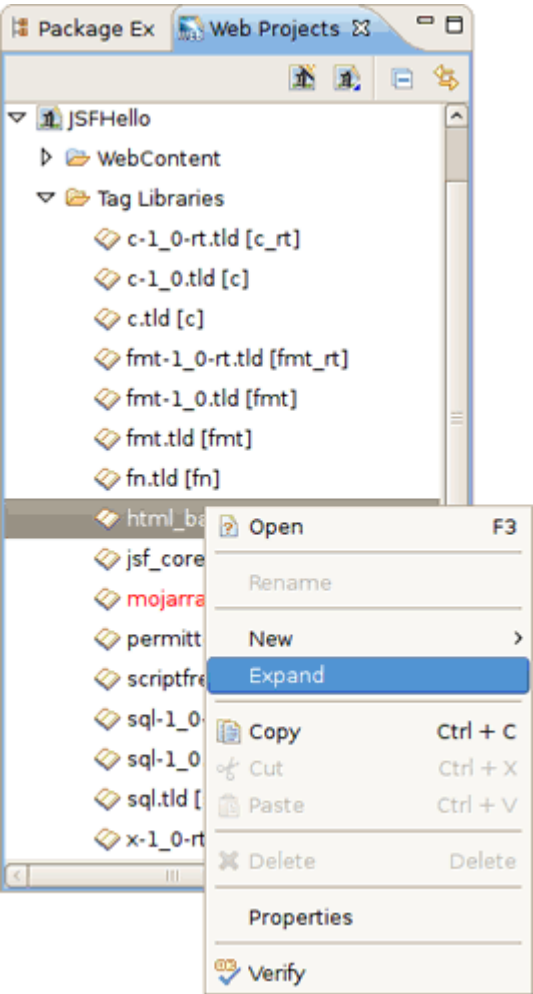 Package Ex Web Projects
JSFHello
WebContent
Tag Libraries
c-1_0-rt.tld [c_rt]
c-1_0.tld [c]
c.tld [c]
fmt-1_0-rt.tld [fmt_rt]
fmt-1_0.tld [fmt]
fmt.tld [fmt]
fn.tld [fn]
html_ba
jsf_core
mojarra
permitt
scriptfre
sql-1_0-
sql-1_0
sql.tld [
x-1_0-rt
Open F3
Rename
New
Expand
Copy Ctrl + C
Cut Ctrl + X
Paste Ctrl + V
Delete Delete
Properties
Verify